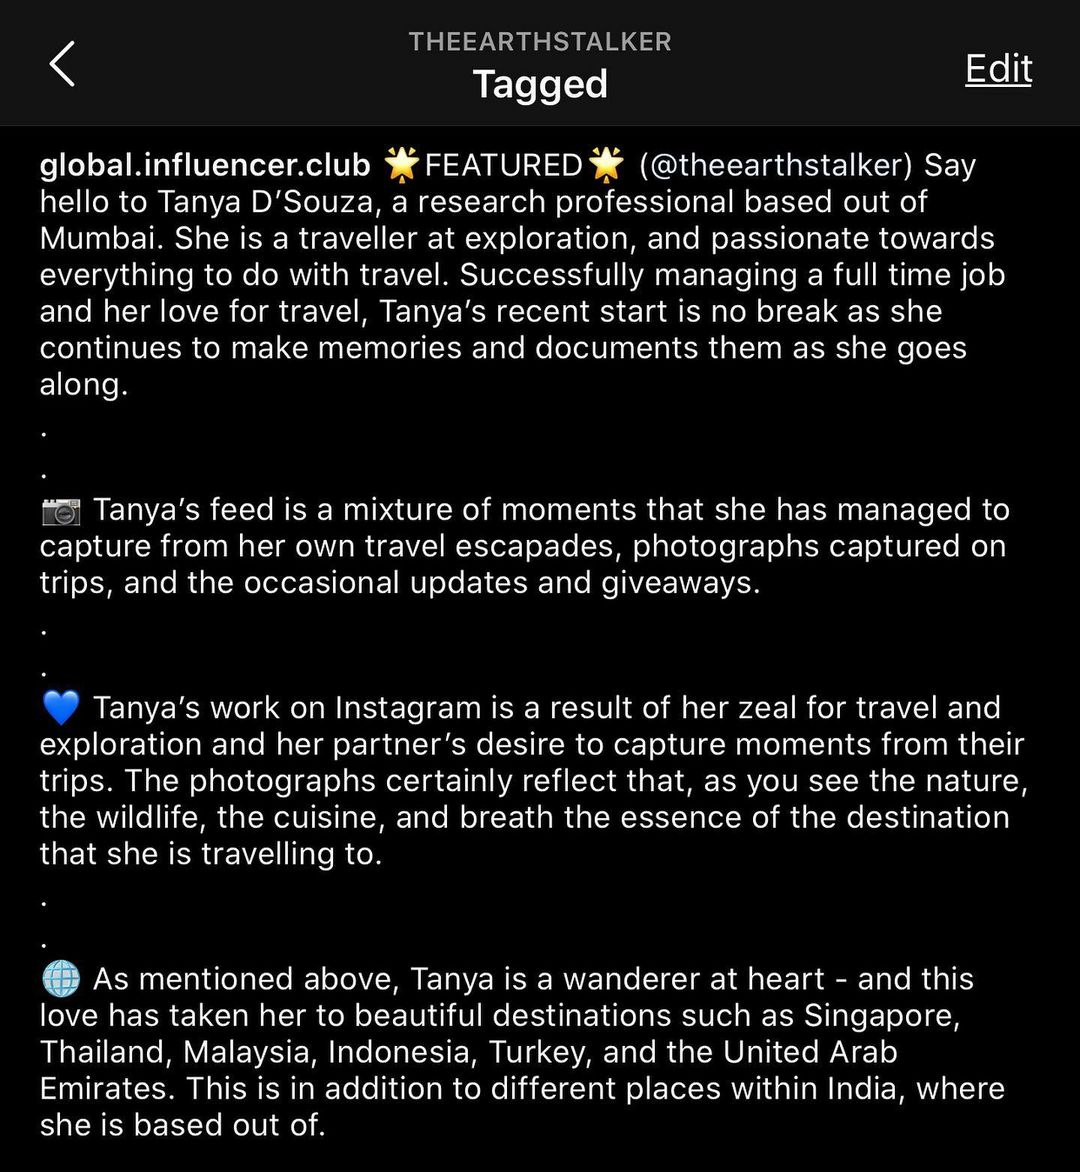 THEEARTHSTALKER
Tagged
Edit
global.influencer.club 🌟FEATURED🌟 (@theearthstalker) Say
hello to Tanya D’Souza, a research professional based out of
Mumbai. She is a traveller at exploration, and passionate towards
everything to do with travel. Successfully managing a full time job
and her love for travel, Tanya’s recent start is no break as she
continues to make memories and documents them as she goes
along.
.
.
📷 Tanya’s feed is a mixture of moments that she has managed to
capture from her own travel escapades, photographs captured on
trips, and the occasional updates and giveaways.
.
.
💙 Tanya’s work on Instagram is a result of her zeal for travel and
exploration and her partner’s desire to capture moments from their
trips. The photographs certainly reflect that, as you see the nature,
the wildlife, the cuisine, and breath the essence of the destination
that she is travelling to.
.
.
🌐 As mentioned above, Tanya is a wanderer at heart - and this
love has taken her to beautiful destinations such as Singapore,
Thailand, Malaysia, Indonesia, Turkey, and the United Arab
Emirates. This is in addition to different places within India, where
she is based out of.